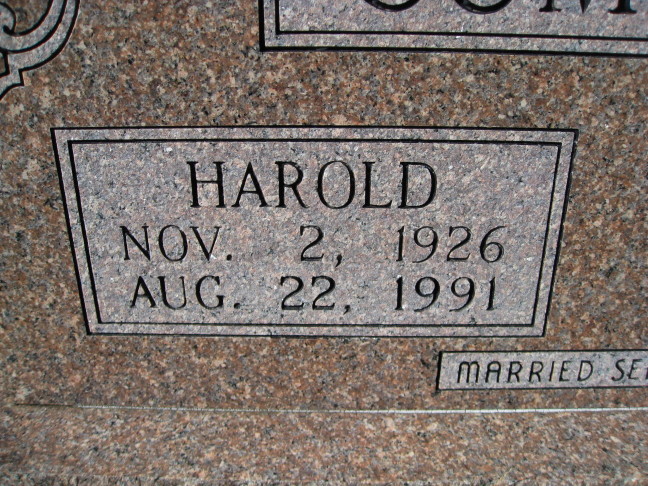 HAROLD
NOV. 2, 1926
AUG. 22, 1991
MARRIED